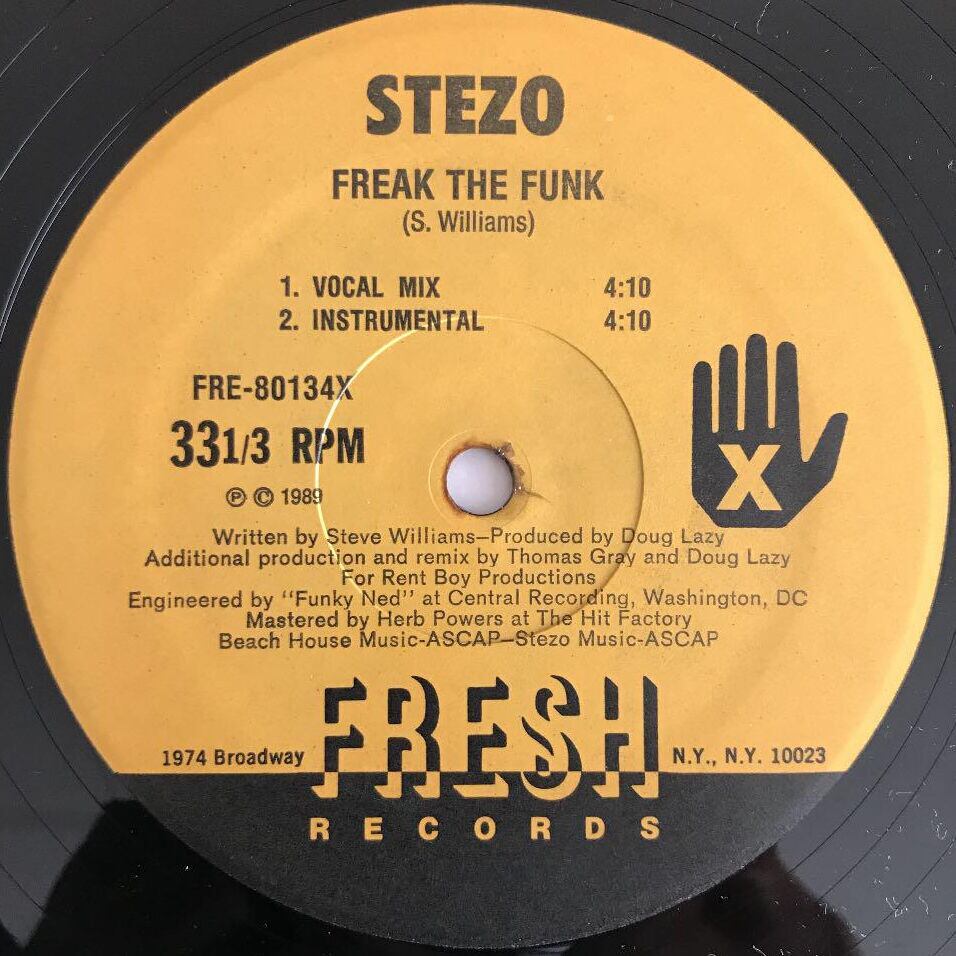 STEZO
FREAK THE FUNK
(S. Williams)
1. VOCAL MIX 4:10
2. INSTRUMENTAL 4:10
FRE-80134X
33 1/3 RPM
℗ © 1989
X
Written by Steve Williams—Produced by Doug Lazy
Additional production and remix by Thomas Gray and Doug Lazy
For Rent Boy Productions
Engineered by "Funky Ned" at Central Recording, Washington, DC
Mastered by Herb Powers at The Hit Factory
Beach House Music-ASCAP—Stezo Music-ASCAP
1974 Broadway FRESH N.Y., N.Y. 10023
RECORDS